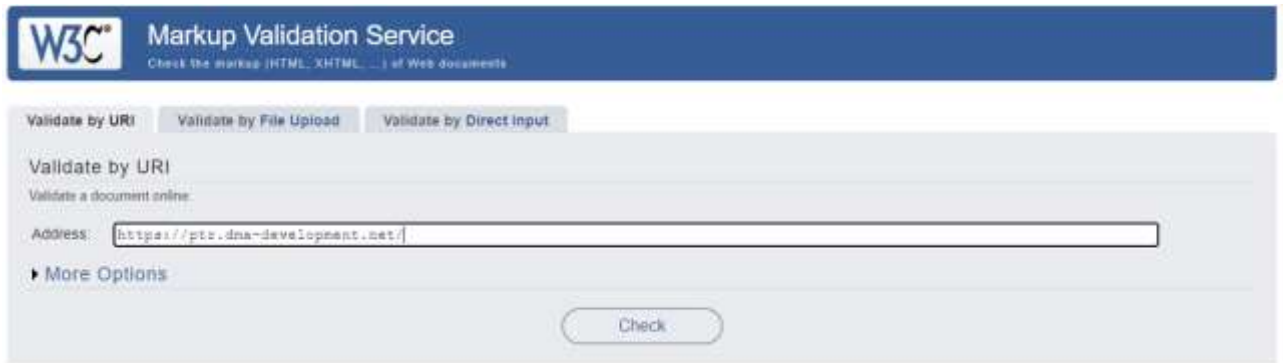 W3C®
Markup Validation Service
Check the markup (HTML, XHTML, ...) of Web documents
Validate by URI
Validate by File Upload
Validate by Direct Input
Validate by URI
Validate a document online:
Address:
https://ptr.dna-development.net/
More Options
Check